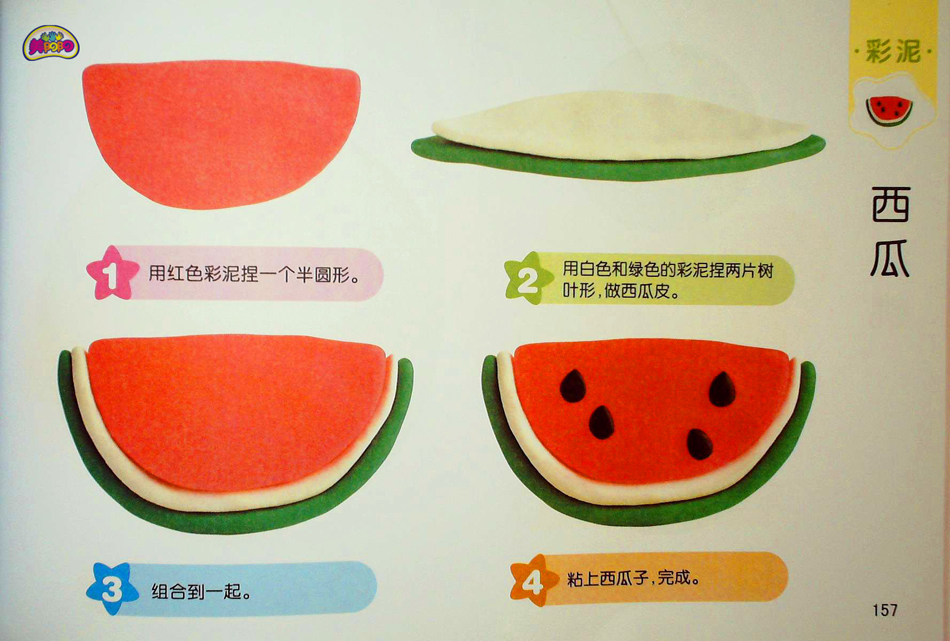 ·彩泥·
西瓜
1
用红色彩泥捏一个半圆形。
2
用白色和绿色的彩泥捏两片树
叶形,做西瓜皮。
3
组合到一起。
4
粘上西瓜子,完成。
157